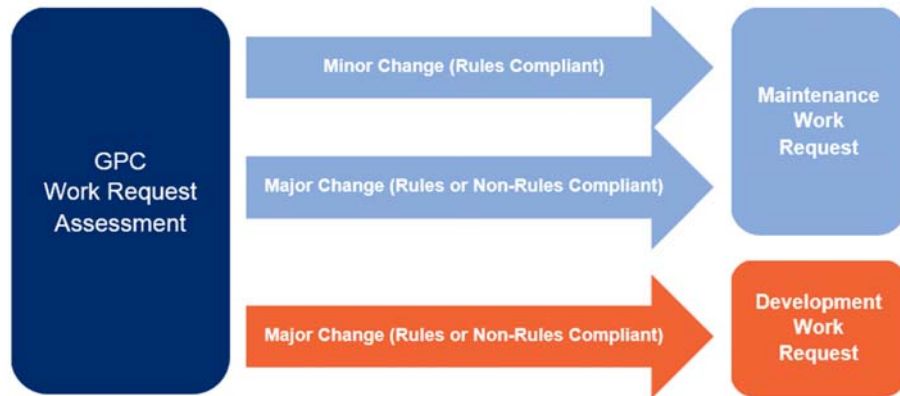 GPC
Work Request
Assessment
Minor Change (Rules Compliant)
Major Change (Rules or Non-Rules Compliant)
Maintenance
Work
Request
Major Change (Rules or Non-Rules Compliant)
Development
Work
Request